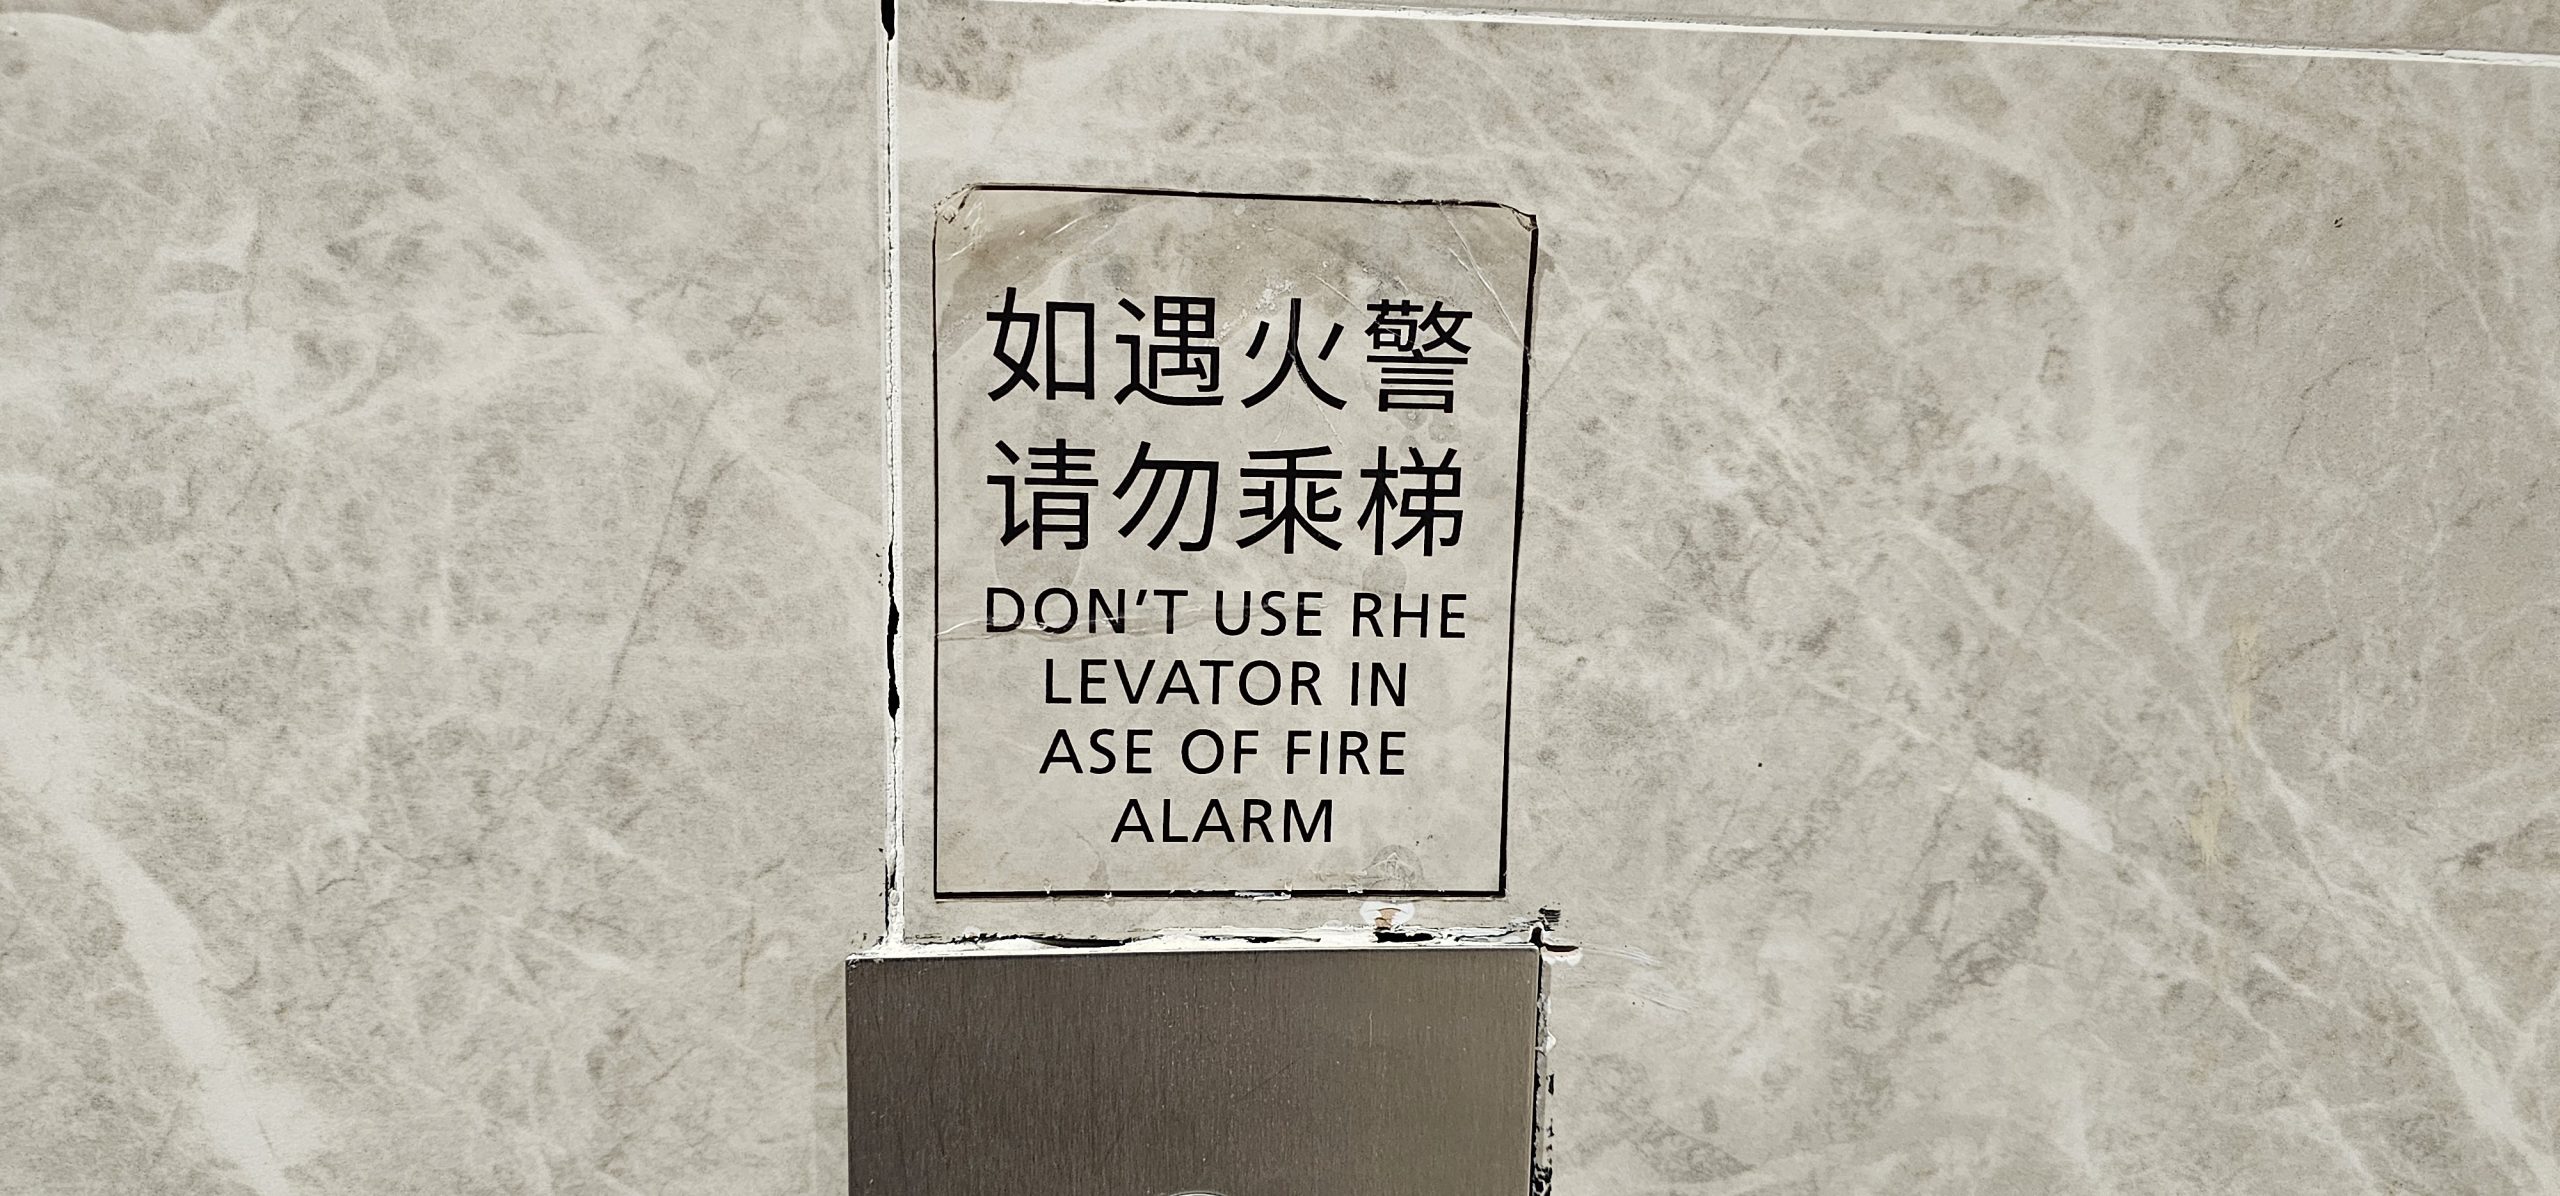 如遇火警
请勿乘梯
DON'T USE RHE
LEVATOR IN
ASE OF FIRE
ALARM